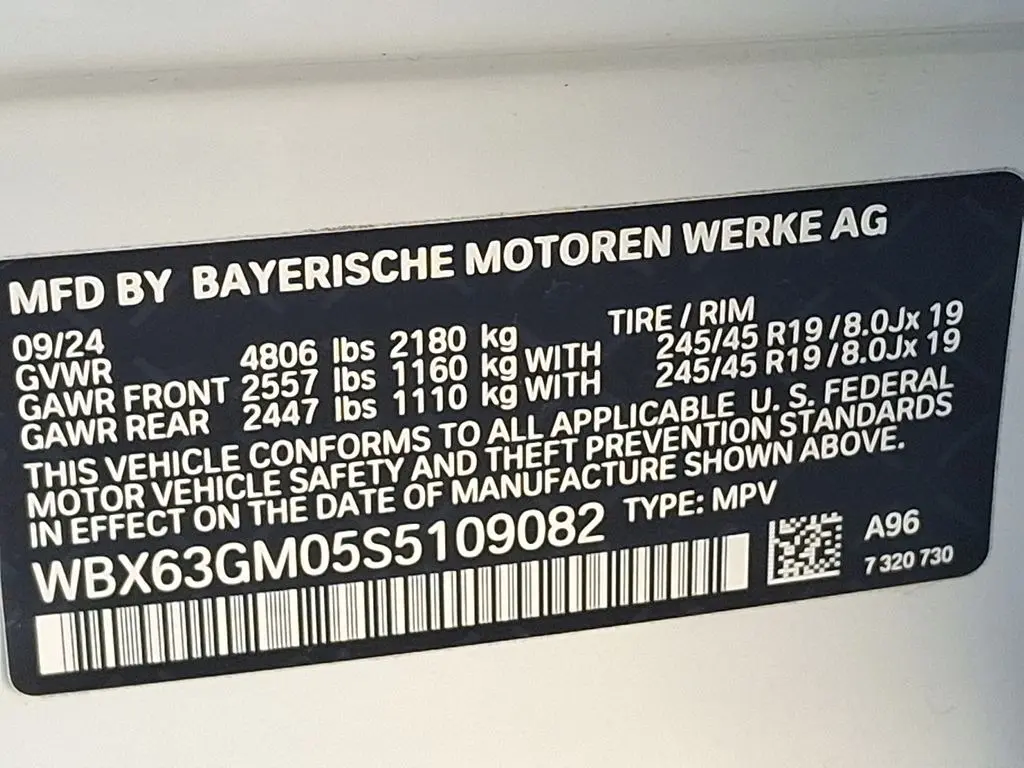 MFD BY BAYERISCHE MOTOREN WERKE AG
09/24 TIRE / RIM
GVWR 4806 lbs 2180 kg
GAWR FRONT 2557 lbs 1160 kg WITH 245/45 R19 /8.0Jx 19
GAWR REAR 2447 lbs 1110 kg WITH 245/45 R19 /8.0Jx 19
THIS VEHICLE CONFORMS TO ALL APPLICABLE U. S. FEDERAL
MOTOR VEHICLE SAFETY AND THEFT PREVENTION STANDARDS
IN EFFECT ON THE DATE OF MANUFACTURE SHOWN ABOVE.
WBX63GM05S5109082 TYPE: MPV
A96
7 320 730